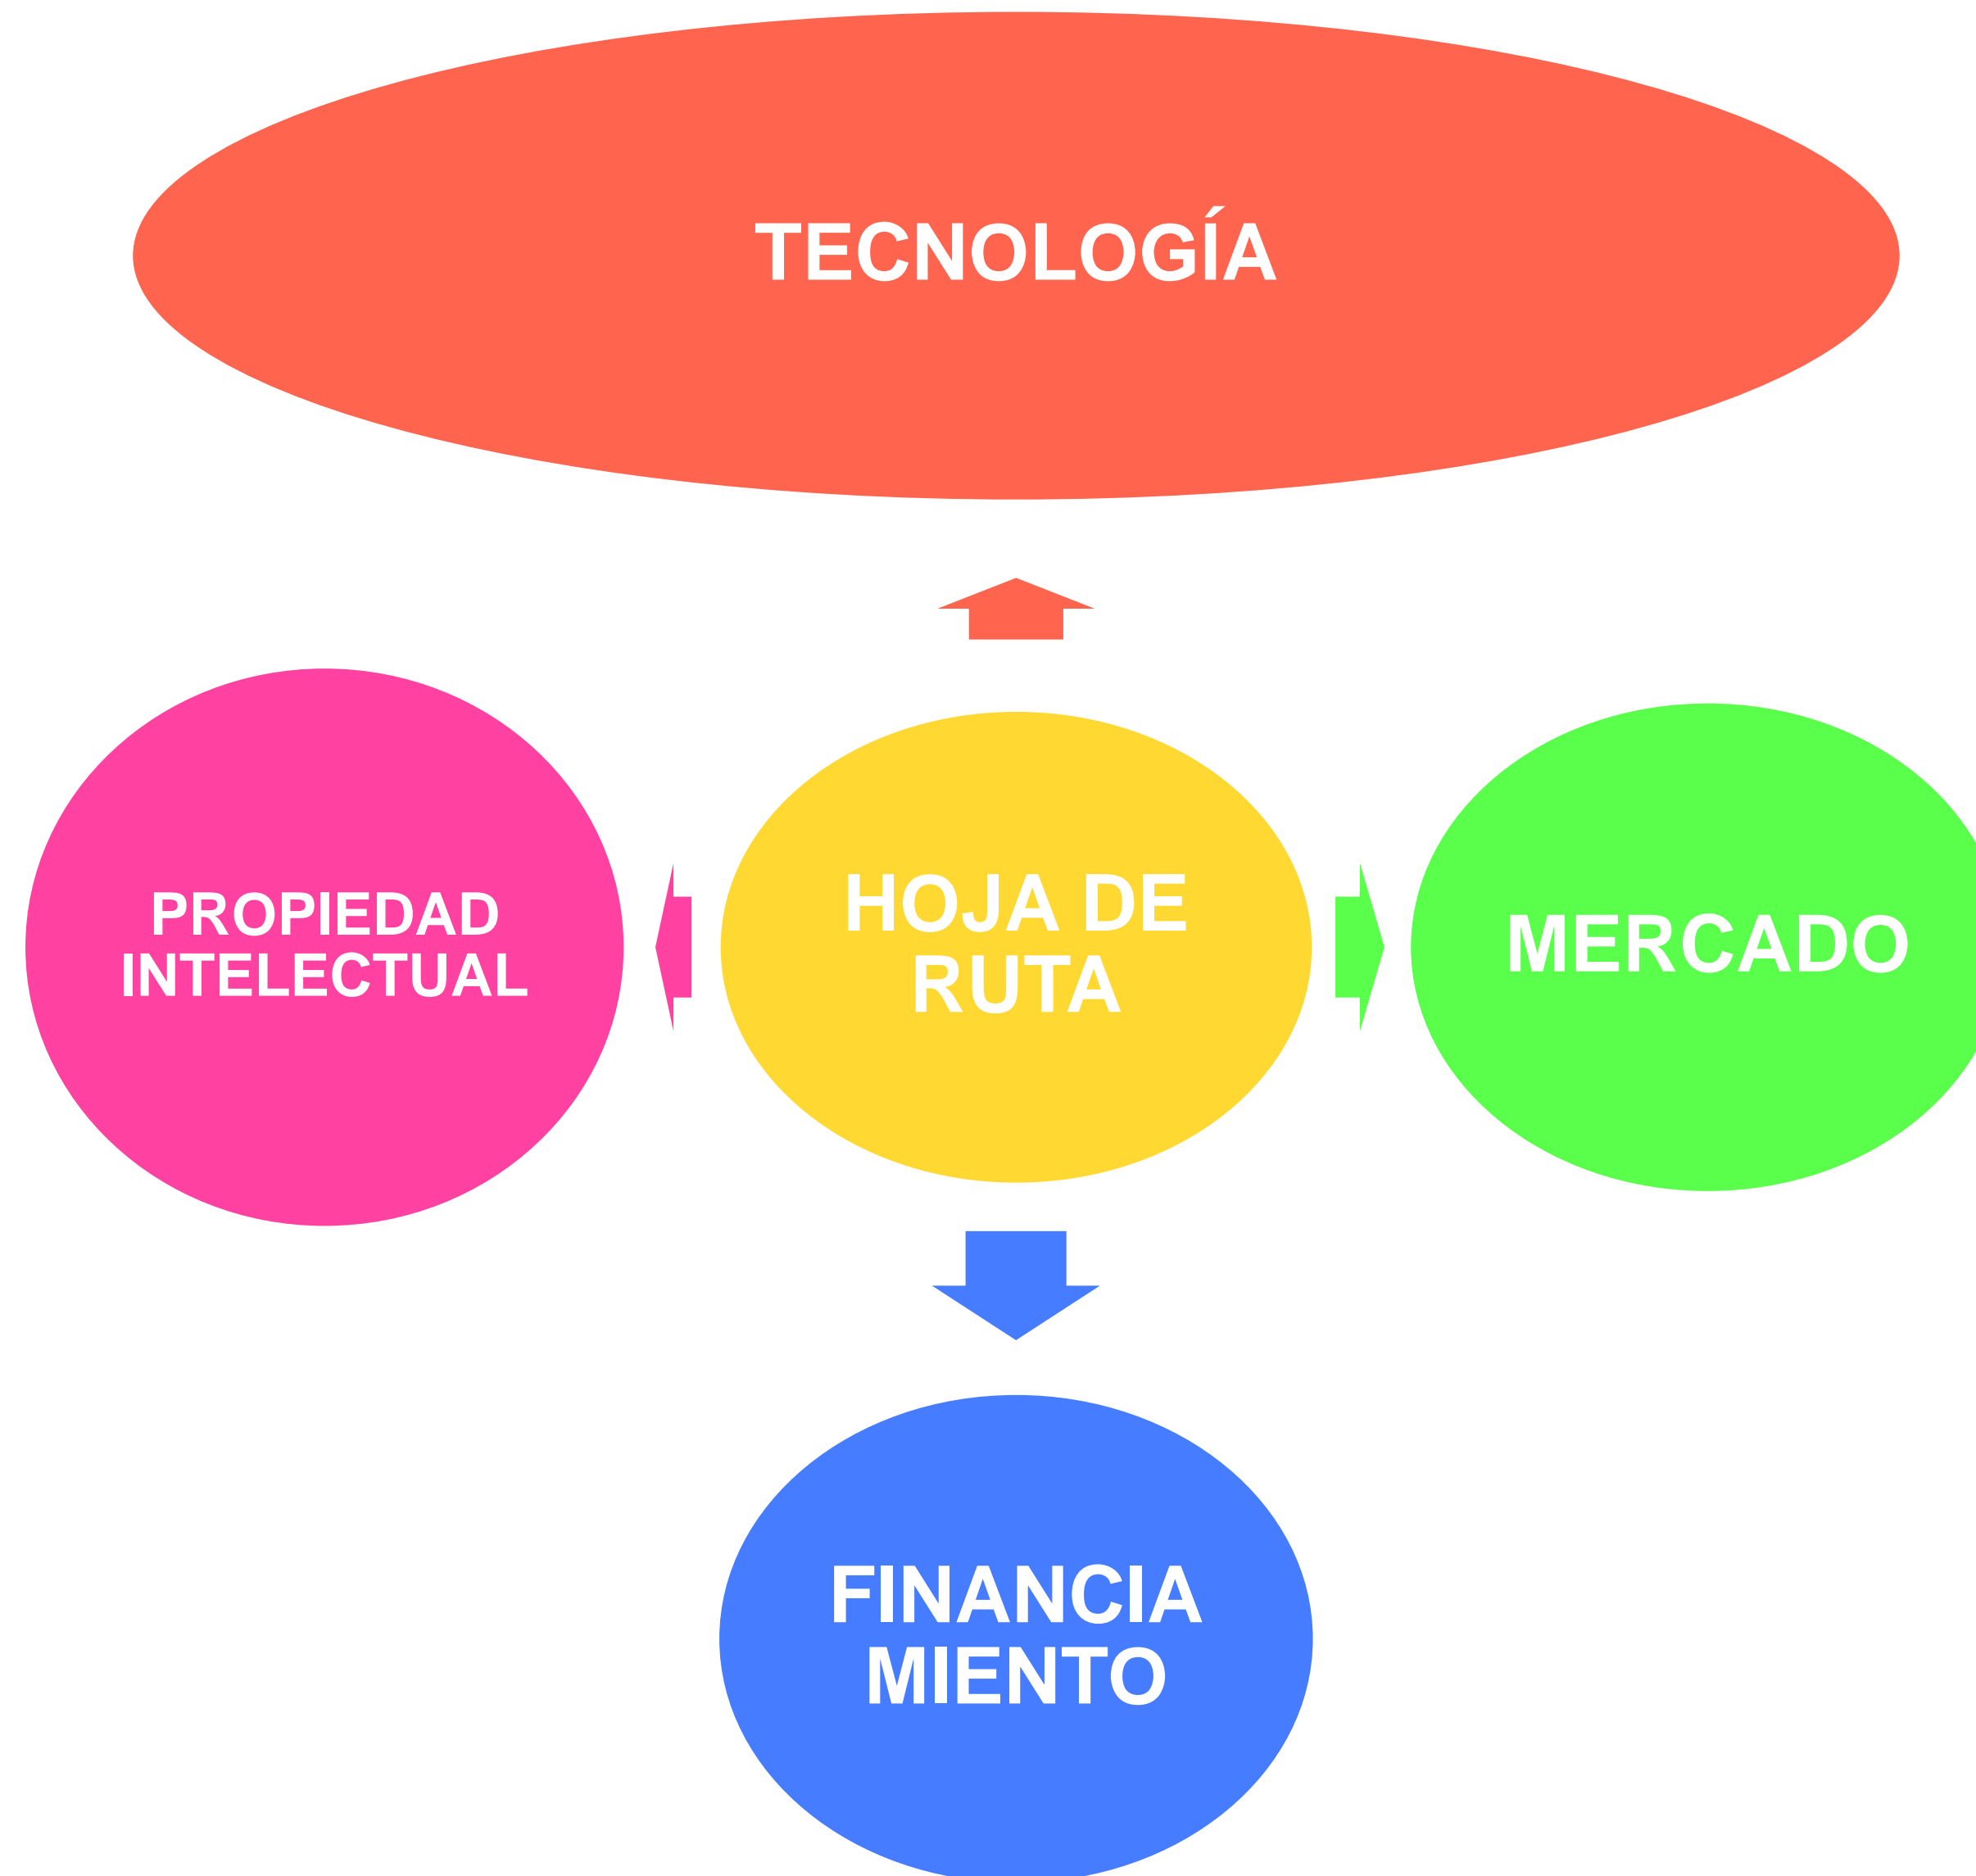 TECNOLOGÍA
PROPIEDAD
INTELECTUAL
HOJA DE
RUTA
MERCADO
FINANCIA
MIENTO